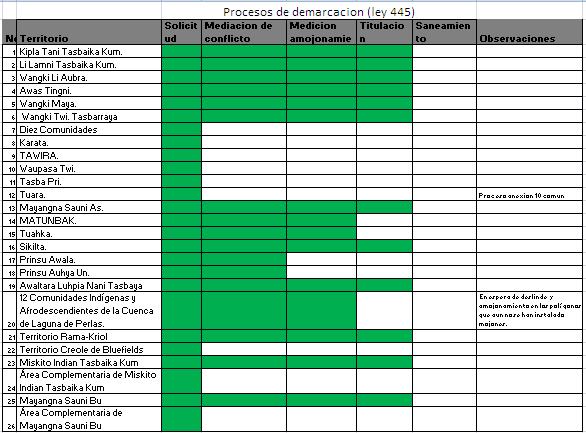 Procesos de demarcacion (ley 445)
Nº Territorio Solicit ud Mediacion de conflicto Medicion amojonamie Titulacio n Saneamien to Observaciones
1 Kipla Tani Tasbaika Kum.
2 Li Lamni Tasbaika Kum.
3 Wangki Li Aubra.
4 Awas Tingni.
5 Wangki Maya.
6 Wangki Twi. Tasbarraya
7 Diez Comunidades
8 Karata.
9 TAWIRA.
10 Waupasa Twi.
11 Tasba Pri.
12 Tuara. Proceso anexion 10 comun
13 Mayangna Sauni As.
14 MATUNBAK.
15 Tuahka.
16 Sikilta.
17 Prinsu Awala.
18 Prinsu Auhya Un.
19 Awaltara Luhpia Nani Tasbaya
12 Comunidades Indígenas y
Afrodescendientes de la Cuenca
20 de Laguna de Perlas.
En espera de deslinde y
amojonamiento en los polígonos
que aun no se han instalado
mojones.
21 Territorio Rama-Kriol
22 Territorio Creole de Bluefields
23 Miskito Indian Tasbaika Kum
Área Complementaria de Miskito
24 Indian Tasbaika Kum
25 Mayangna Sauni Bu
Área Complementaria de
26 Mayangna Sauni Bu